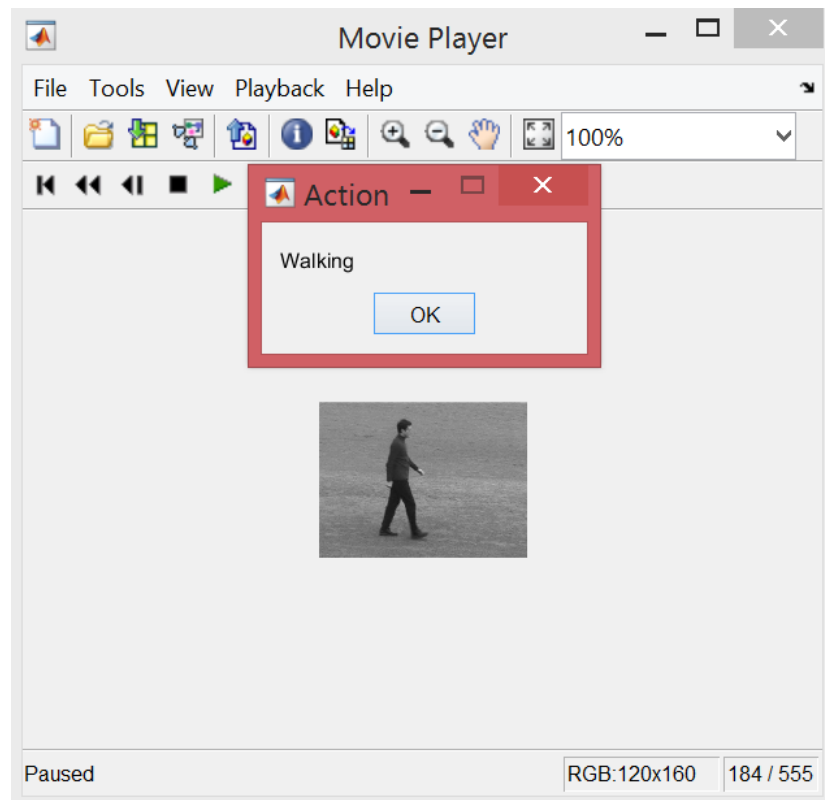 Movie Player
File Tools View Playback Help
100%
Action
Walking
OK
Paused RGB:120x160 184 / 555